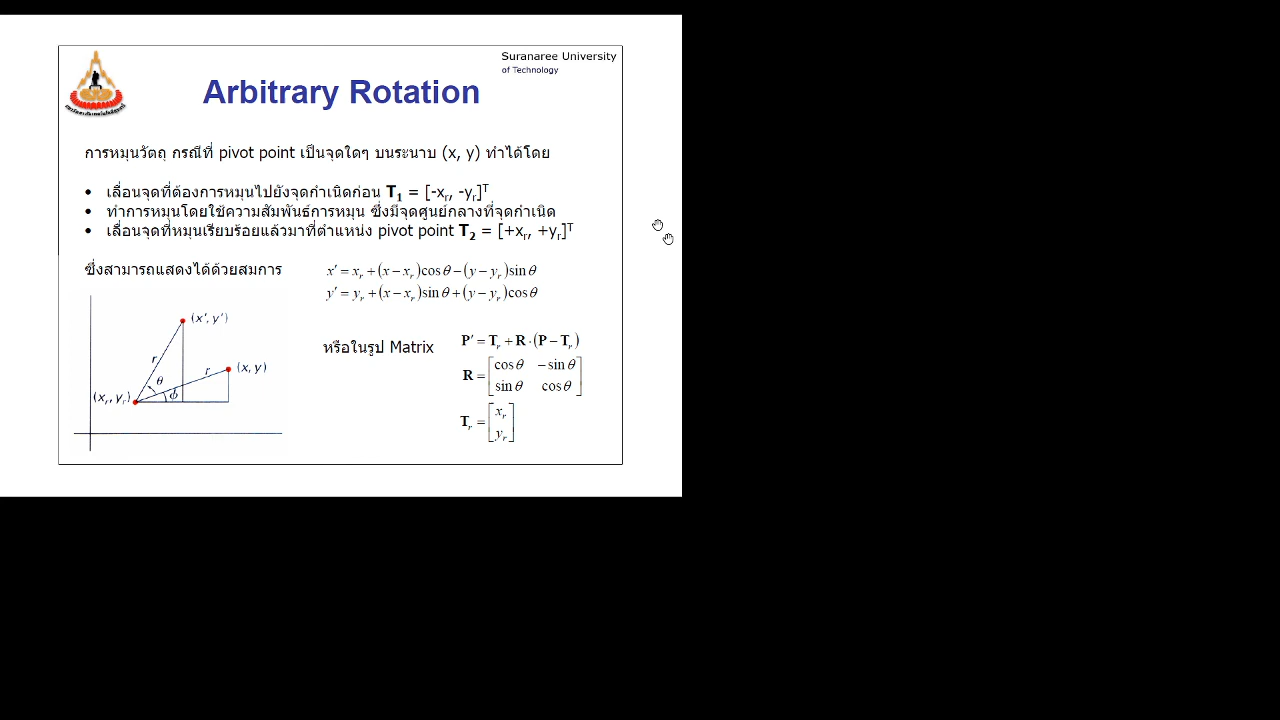 Suranaree University
of Technology
Arbitrary Rotation
การหมุนวัตถุ กรณีที่ pivot point เป็นจุดใดๆ บนระนาบ (x, y) ทำได้โดย
• เลื่อนจุดที่ต้องการหมุนไปยังจุดกำเนิดก่อน T₁ = [-xᵣ, -yᵣ]ᵀ
• ทำการหมุนโดยใช้ความสัมพันธ์การหมุน ซึ่งมีจุดศูนย์กลางที่จุดกำเนิด
• เลื่อนจุดที่หมุนเรียบร้อยแล้วมาที่ตำแหน่ง pivot point T₂ = [+xᵣ, +yᵣ]ᵀ
ซึ่งสามารถแสดงได้ด้วยสมการ
x′ = xᵣ + (x − xᵣ)cos θ − (y − yᵣ)sin θ
y′ = yᵣ + (x − xᵣ)sin θ + (y − yᵣ)cos θ
(x′, y′)
r
r
(x, y)
θ
ϕ
(xᵣ, yᵣ)
หรือในรูป Matrix
P′ = Tᵣ + R · (P − Tᵣ)
R = [cos θ −sin θ
sin θ cos θ]
Tᵣ = [xᵣ
yᵣ]